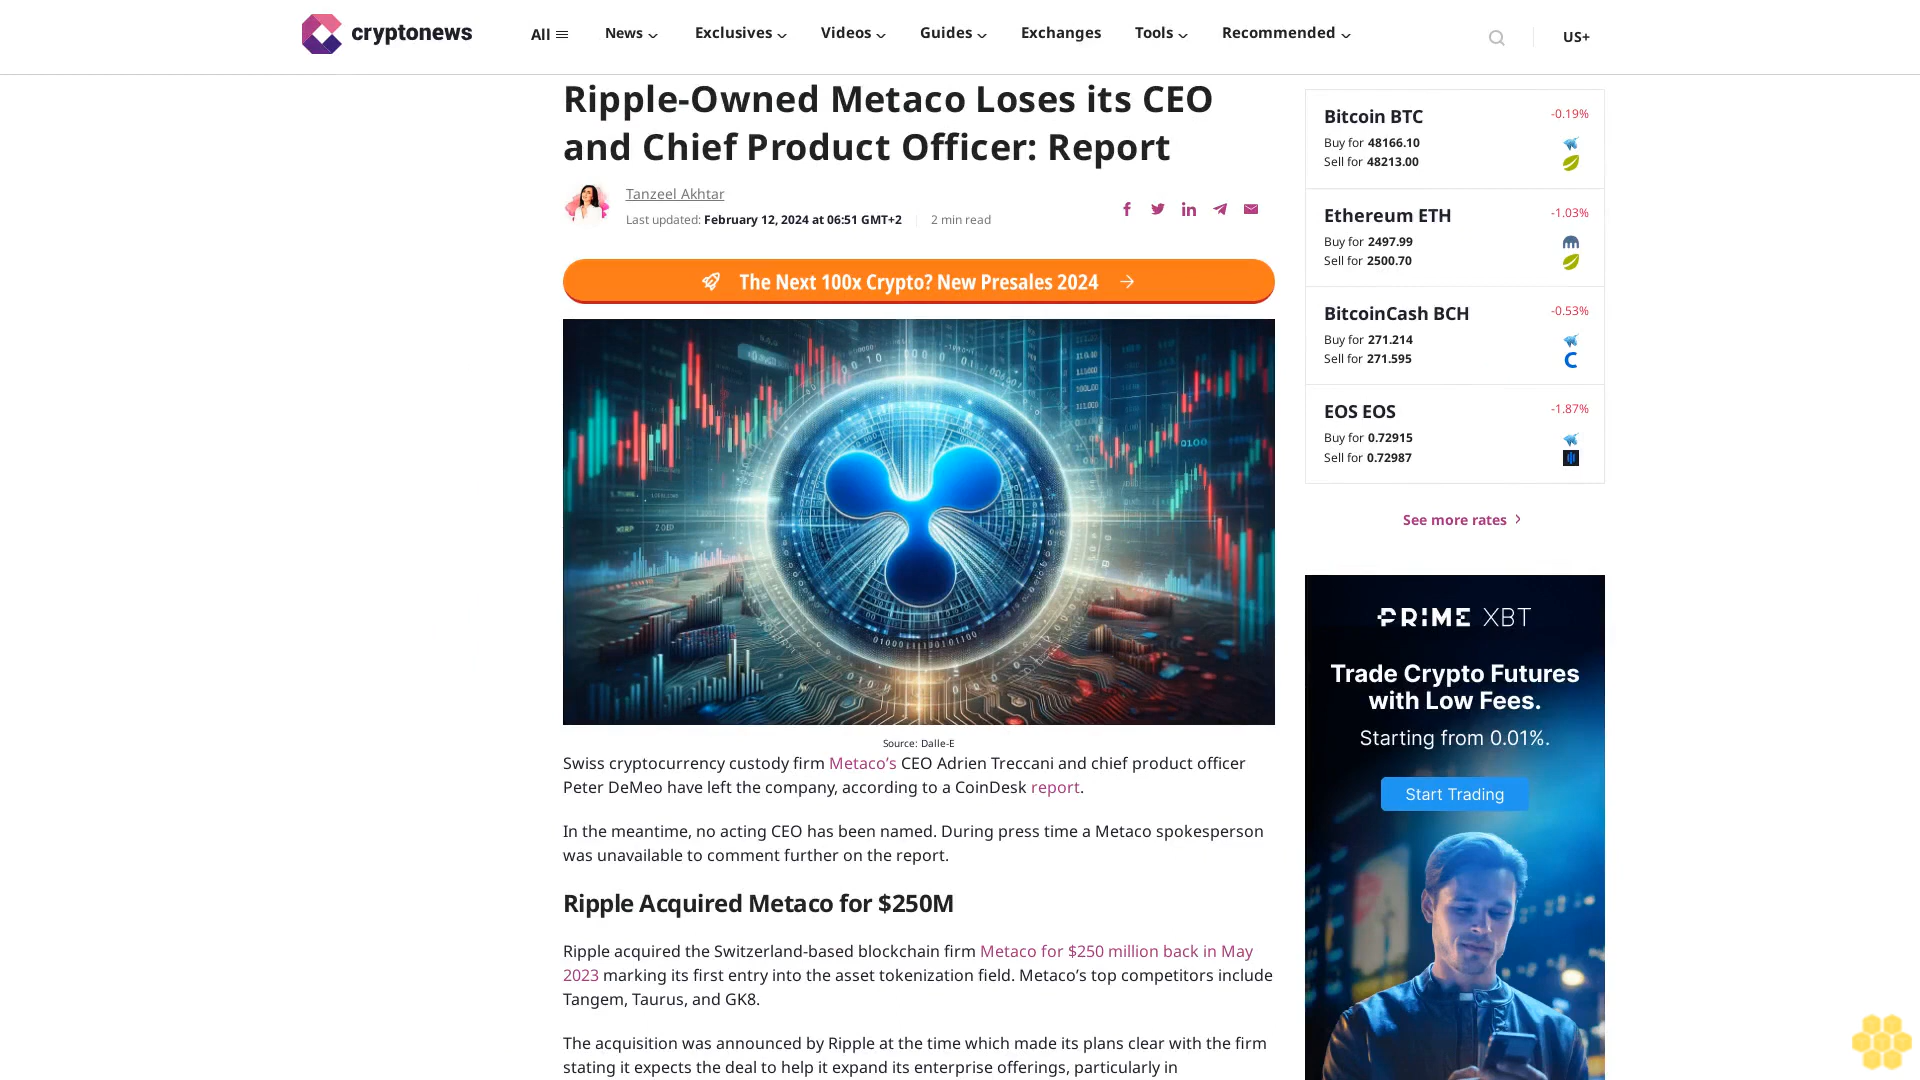 cryptonews
All
News
Exclusives
Videos
Guides
Exchanges
Tools
Recommended
US+
Ripple-Owned Metaco Loses its CEO
and Chief Product Officer: Report
Tanzeel Akhtar
Last updated: February 12, 2024 at 06:51 GMT+2
2 min read
The Next 100x Crypto? New Presales 2024
Source: Dalle-E
Swiss cryptocurrency custody firm Metaco’s CEO Adrien Treccani and chief product officer
Peter DeMeo have left the company, according to a CoinDesk report.
In the meantime, no acting CEO has been named. During press time a Metaco spokesperson
was unavailable to comment further on the report.
Ripple Acquired Metaco for $250M
Ripple acquired the Switzerland-based blockchain firm Metaco for $250 million back in May
2023 marking its first entry into the asset tokenization field. Metaco’s top competitors include
Tangem, Taurus, and GK8.
The acquisition was announced by Ripple at the time which made its plans clear with the firm
stating it expects the deal to help it expand its enterprise offerings, particularly in
Bitcoin BTC
-0.19%
Buy for 48166.10
Sell for 48213.00
Ethereum ETH
-1.03%
Buy for 2497.99
Sell for 2500.70
BitcoinCash BCH
-0.53%
Buy for 271.214
Sell for 271.595
EOS EOS
-1.87%
Buy for 0.72915
Sell for 0.72987
See more rates
PRIME XBT
Trade Crypto Futures
with Low Fees.
Starting from 0.01%.
Start Trading